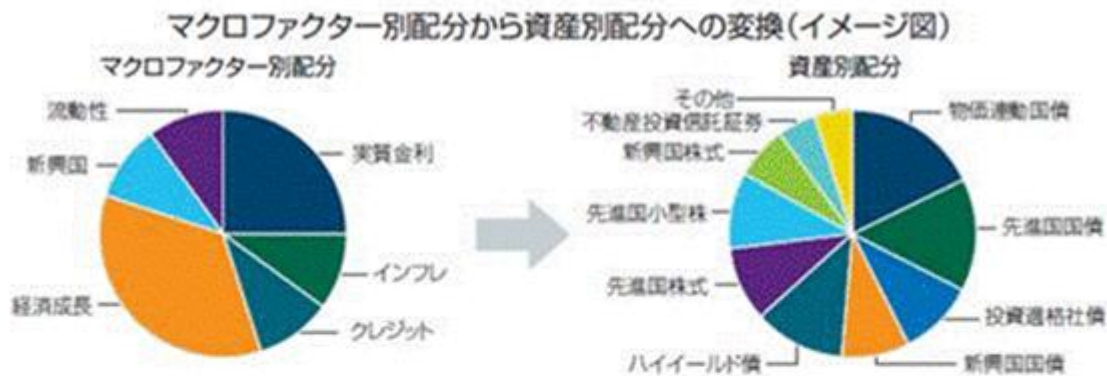 マクロファクター別配分から資産別配分への変換(イメージ図)
マクロファクター別配分
流動性
新興国
経済成長
実質金利
インフレ
クレジット
資産別配分
その他
不動産投資信託証券
新興国株式
先進国小型株
先進国株式
ハイイールド債
物価連動国債
先進国国債
投資適格社債
新興国国債